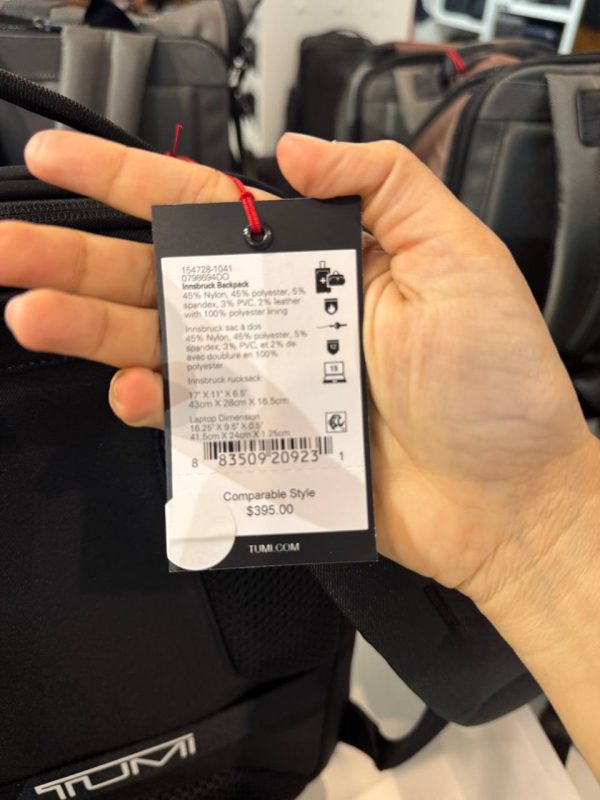 154728-1041
0798694DO
Innsbruck Backpack
45% Nylon, 45% polyester, 5%
spandex, 3% PVC, 2% leather
with 100% polyester lining
Innsbruck sac à dos
45% Nylon, 45% polyester, 5%
spandex, 3% PVC, et 2% de
avec doublure en 100%
polyester
Innsbruck rucksack
17" X 11" X 6.5"
43cm X 28cm X 16.5cm
15
Laptop Dimension
16.25" X 9.5" X 0.5"
41.5cm X 24cm X 1.25cm
8 83509 20923 1
Comparable Style
$395.00
TUMI.COM
TUMI